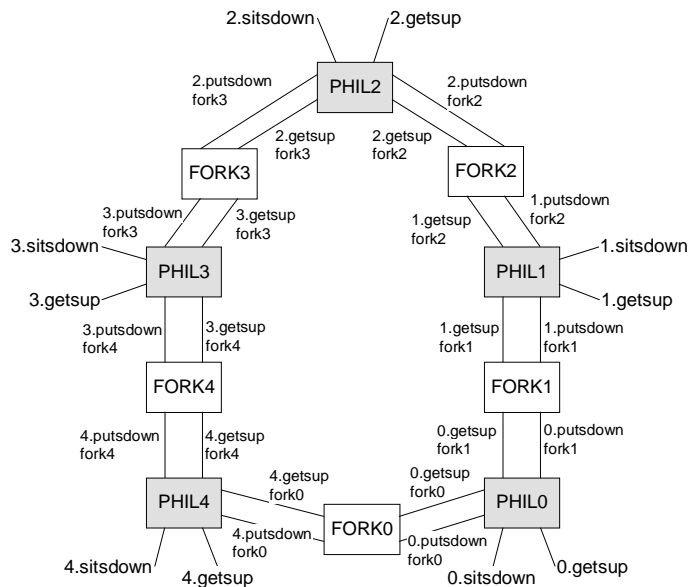 2.sitsdown
2.getsup
PHIL2
2.putsdown
fork3
2.putsdown
fork2
2.getsup
fork3
2.getsup
fork2
FORK3
FORK2
3.putsdown
fork3
3.getsup
fork3
1.getsup
fork2
1.putsdown
fork2
3.sitsdown
PHIL3
3.getsup
1.sitsdown
PHIL1
1.getsup
3.putsdown
fork4
3.getsup
fork4
1.getsup
fork1
1.putsdown
fork1
FORK4
FORK1
4.putsdown
fork4
4.getsup
fork4
0.getsup
fork1
0.putsdown
fork1
4.getsup
fork0
0.getsup
fork0
PHIL4
PHIL0
FORK0
4.putsdown
fork0
0.putsdown
fork0
4.sitsdown
4.getsup
0.sitsdown
0.getsup